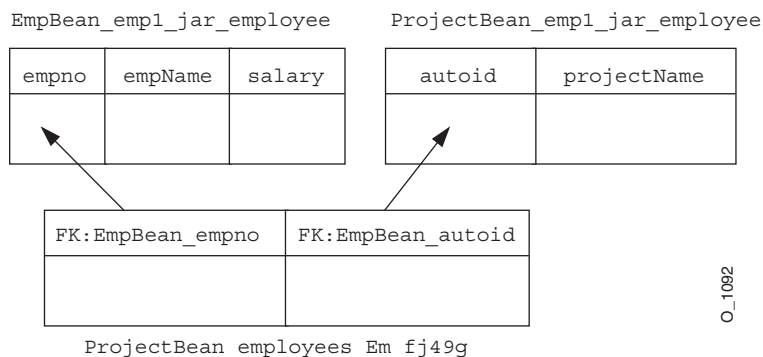 EmpBean_emp1_jar_employee
ProjectBean_emp1_jar_employee
empno empName salary
autoid projectName
FK:EmpBean_empno FK:EmpBean_autoid
O_1092
ProjectBean employees Em fj49g